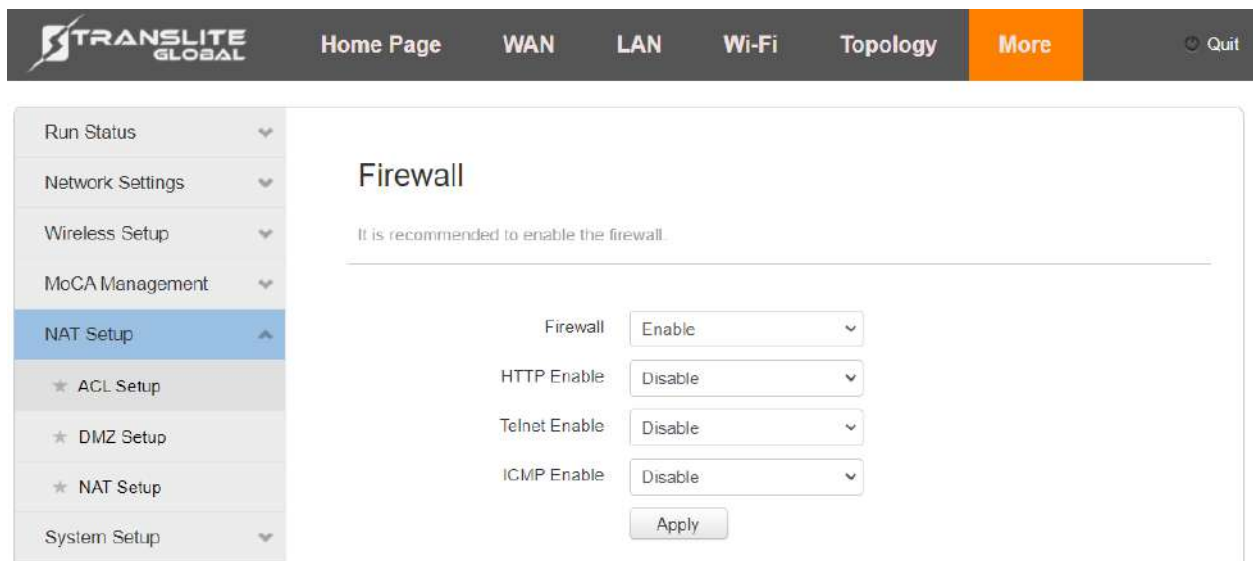 TRANSLITE
GLOBAL
Home Page WAN LAN Wi-Fi Topology More Quit
Run Status
Network Settings
Wireless Setup
MoCA Management
NAT Setup
ACL Setup
DMZ Setup
NAT Setup
System Setup
Firewall
It is recommended to enable the firewall.
Firewall Enable
HTTP Enable Disable
Telnet Enable Disable
ICMP Enable Disable
Apply